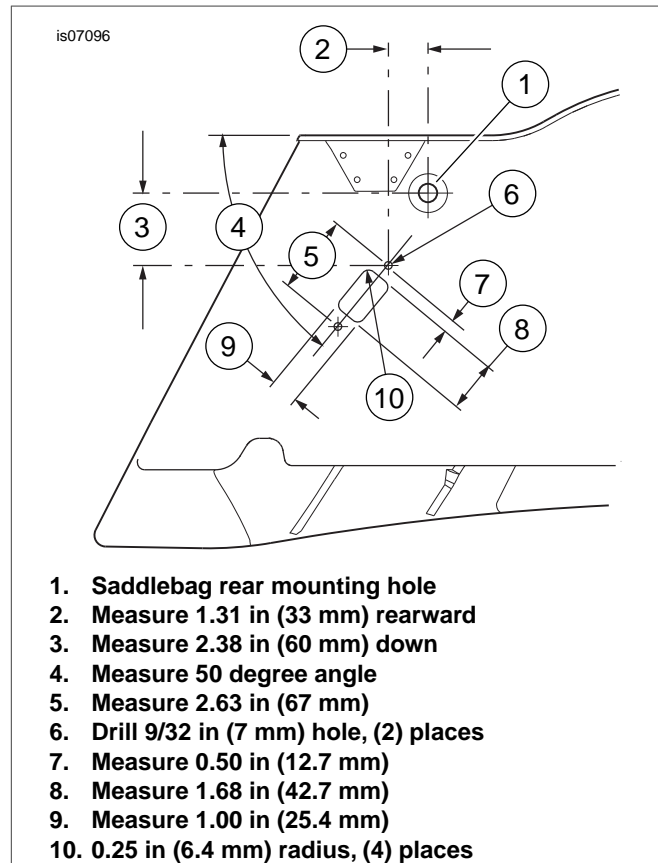 is07096
2
1
3
4
5
6
7
8
9
10
1. Saddlebag rear mounting hole
2. Measure 1.31 in (33 mm) rearward
3. Measure 2.38 in (60 mm) down
4. Measure 50 degree angle
5. Measure 2.63 in (67 mm)
6. Drill 9/32 in (7 mm) hole, (2) places
7. Measure 0.50 in (12.7 mm)
8. Measure 1.68 in (42.7 mm)
9. Measure 1.00 in (25.4 mm)
10. 0.25 in (6.4 mm) radius, (4) places